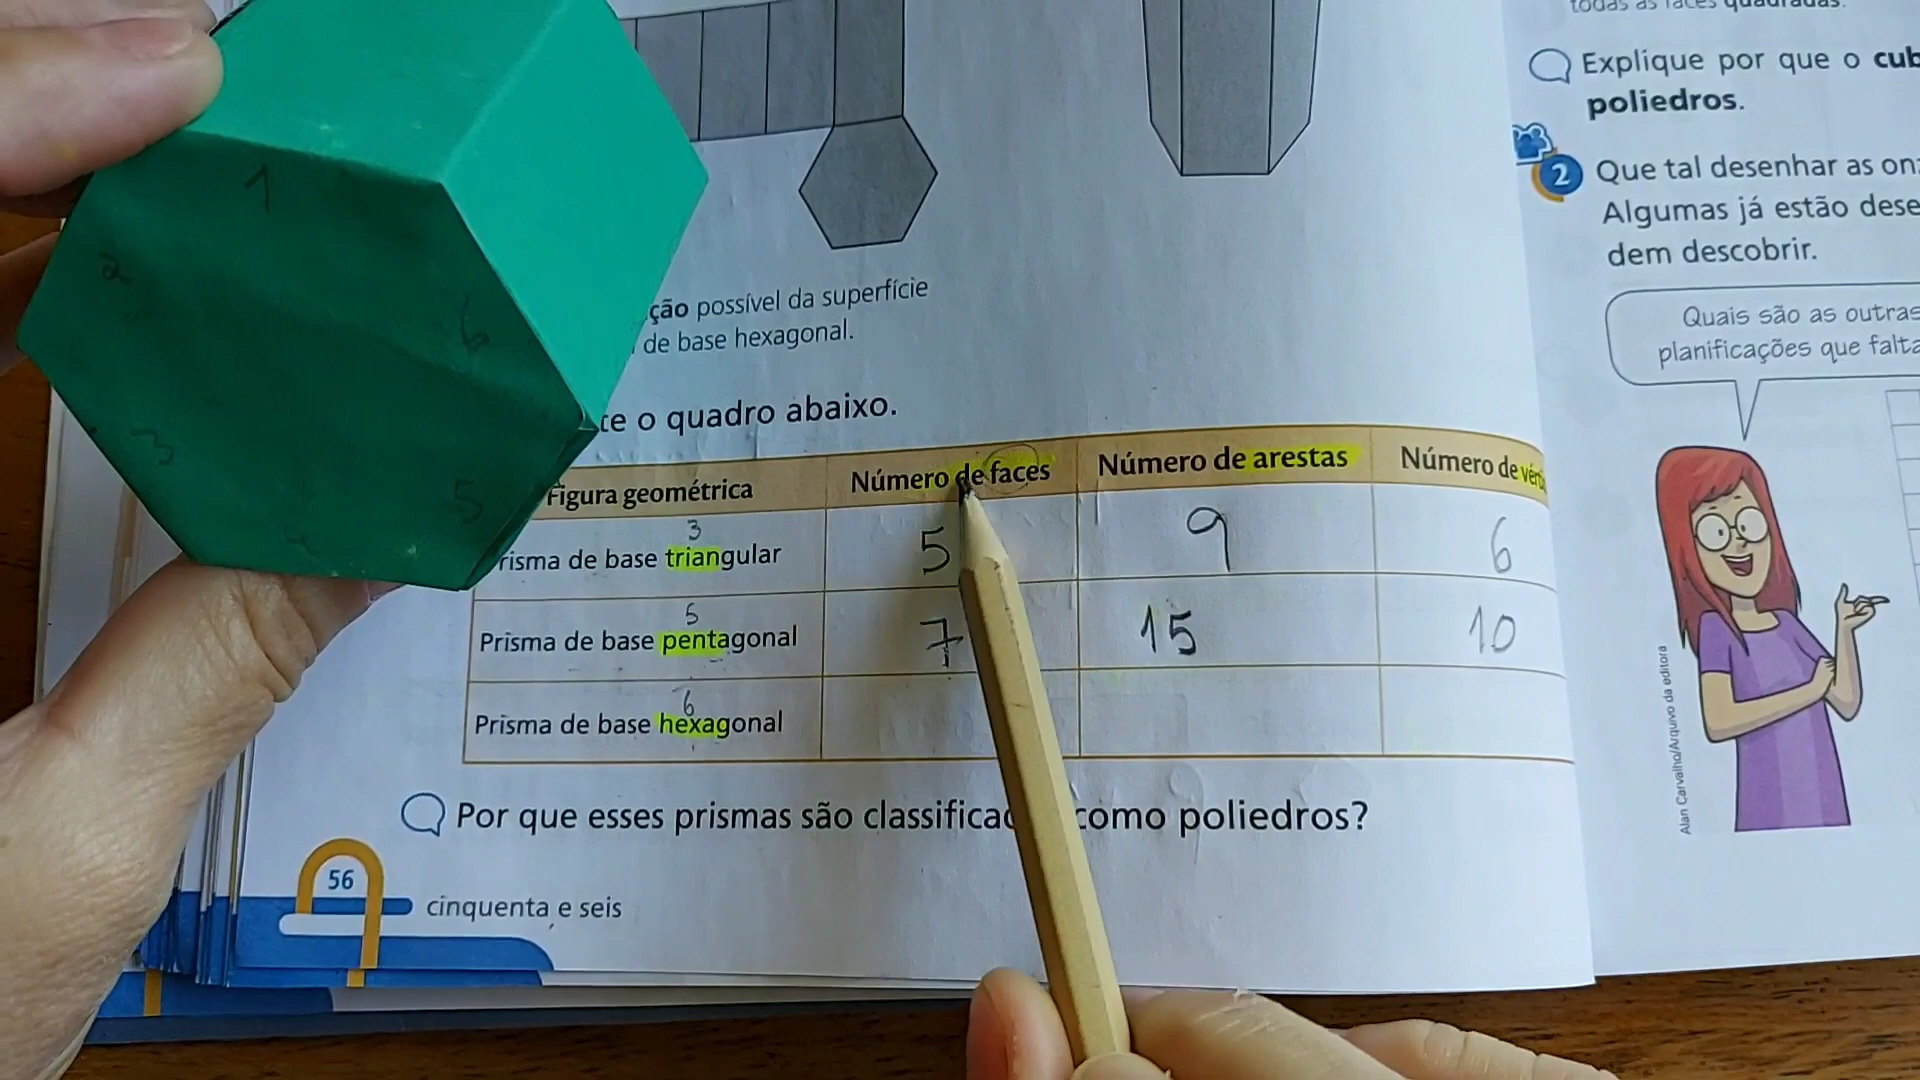 todas as faces quadradas.
Explique por que o cub
poliedros.
2 Que tal desenhar as on
Algumas já estão dese
dem descobrir.
Quais são as outras
planificações que falta
ção possível da superfície
de base hexagonal.
te o quadro abaixo.
Figura geométrica Número de faces Número de arestas Número de vérti
3
risma de base triangular 5 9 6
5
Prisma de base pentagonal 7 15 10
6
Prisma de base hexagonal
Por que esses prismas são classificad como poliedros?
56
cinquenta e seis
Alan Carvalho/Arquivo da editora
1
2
6
3
5